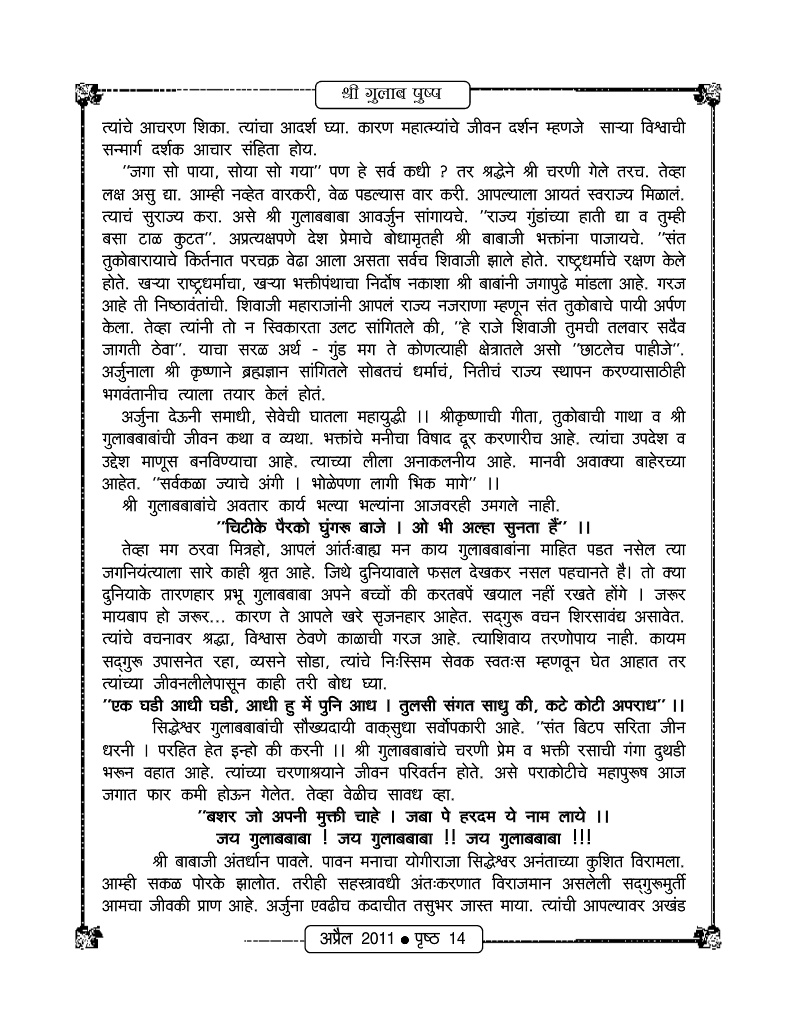 श्री गुलाब पुष्प
त्यांचे आचरण शिका. त्यांचा आदर्श घ्या. कारण महात्म्यांचे जीवन दर्शन म्हणजे साऱ्या विश्वाची
सन्मार्ग दर्शक आचार संहिता होय.
"जगा सो पाया, सोया सो गया" पण हे सर्व कधी ? तर श्रद्धेने श्री चरणी गेले तरच. तेव्हा
लक्ष असु द्या. आम्ही नव्हेत वारकरी, वेळ पडल्यास वार करी. आपल्याला आयतं स्वराज्य मिळालं.
त्याचं सुराज्य करा. असे श्री गुलाबबाबा आवर्जुन सांगायचे. "राज्य गुंडांच्या हाती द्या व तुम्ही
बसा टाळ कुटत". अप्रत्यक्षपणे देश प्रेमाचे बोधामृतही श्री बाबाजी भक्तांना पाजायचे. "संत
तुकोबारायाचे किर्तनात परचक्र वेढा आला असता सर्वच शिवाजी झाले होते. राष्ट्रधर्माचे रक्षण केले
होते. खऱ्या राष्ट्रधर्माचा, खऱ्या भक्तीपंथाचा निर्दोष नकाशा श्री बाबांनी जगापुढे मांडला आहे. गरज
आहे ती निष्ठावंतांची. शिवाजी महाराजांनी आपलं राज्य नजराणा म्हणून संत तुकोबाचे पायी अर्पण
केला. तेव्हा त्यांनी तो न स्विकारता उलट सांगितले की, "हे राजे शिवाजी तुमची तलवार सदैव
जागती ठेवा". याचा सरळ अर्थ - गुंड मग ते कोणत्याही क्षेत्रातले असो "छाटलेच पाहीजे".
अर्जुनाला श्री कृष्णाने ब्रह्मज्ञान सांगितले सोबतचं धर्माचं, नितीचं राज्य स्थापन करण्यासाठीही
भगवंतानीच त्याला तयार केलं होतं.
अर्जुना देऊनी समाधी, सेवेची घातला महायुद्धी ।। श्रीकृष्णाची गीता, तुकोबाची गाथा व श्री
गुलाबबाबांची जीवन कथा व व्यथा. भक्तांचे मनीचा विषाद दूर करणारीच आहे. त्यांचा उपदेश व
उद्देश माणूस बनविण्याचा आहे. त्याच्या लीला अनाकलनीय आहे. मानवी अवाक्या बाहेरच्या
आहेत. "सर्वकळा ज्याचे अंगी । भोळेपणा लागी भिक मागे" ।।
श्री गुलाबबाबांचे अवतार कार्य भल्या भल्यांना आजवरही उमगले नाही.
"चिटीके पैरको घुंगरू बाजे । ओ भी अल्हा सुनता हैं" ।।
तेव्हा मग ठरवा मित्रहो, आपलं आंर्तःबाह्य मन काय गुलाबबाबांना माहित पडत नसेल त्या
जगनियंत्याला सारे काही श्रृत आहे. जिथे दुनियावाले फसल देखकर नसल पहचानते है। तो क्या
दुनियाके तारणहार प्रभू गुलाबबाबा अपने बच्चों की करतबपें खयाल नहीं रखते होंगे । जरूर
मायबाप हो जरूर... कारण ते आपले खरे सृजनहार आहेत. सद्‌गुरू वचन शिरसावंद्य असावेत.
त्यांचे वचनावर श्रद्धा, विश्वास ठेवणे काळाची गरज आहे. त्याशिवाय तरणोपाय नाही. कायम
सद्‌गुरू उपासनेत रहा, व्यसने सोडा, त्यांचे निःस्सिम सेवक स्वतःस म्हणवून घेत आहात तर
त्यांच्या जीवनलीलेपासून काही तरी बोध घ्या.
"एक घडी आधी घडी, आधी हु में पुनि आध । तुलसी संगत साधु की, कटे कोटी अपराध" ।।
सिद्धेश्वर गुलाबबाबांची सौख्यदायी वाक्‌सुधा सर्वोपकारी आहे. "संत बिटप सरिता जीन
धरनी । परहित हेत इन्हो की करनी ।। श्री गुलाबबाबांचे चरणी प्रेम व भक्ती रसाची गंगा दुथडी
भरून वहात आहे. त्यांच्या चरणाश्रयाने जीवन परिवर्तन होते. असे पराकोटीचे महापुरूष आज
जगात फार कमी होऊन गेलेत. तेव्हा वेळीच सावध व्हा.
"बशर जो अपनी मुक्ती चाहे । जबा पे हरदम ये नाम लाये ।।
जय गुलाबबाबा ! जय गुलाबबाबा !! जय गुलाबबाबा !!!
श्री बाबाजी अंतर्धान पावले. पावन मनाचा योगीराजा सिद्धेश्वर अनंताच्या कुशित विरामला.
आम्ही सकळ पोरके झालोत. तरीही सहस्त्रावधी अंतःकरणात विराजमान असलेली सद्‌गुरूमुर्ती
आमचा जीवकी प्राण आहे. अर्जुना एवढीच कदाचीत तसुभर जास्त माया. त्यांची आपल्यावर अखंड
अप्रैल 2011 ● पृष्ठ 14